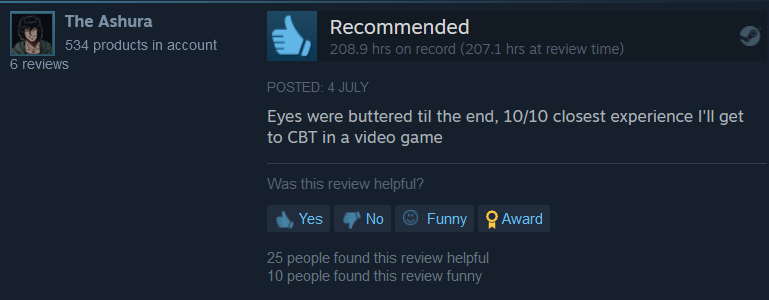 The Ashura
534 products in account
6 reviews
Recommended
208.9 hrs on record (207.1 hrs at review time)
POSTED: 4 JULY
Eyes were buttered til the end, 10/10 closest experience I'll get
to CBT in a video game
Was this review helpful?
Yes
No
Funny
Award
25 people found this review helpful
10 people found this review funny